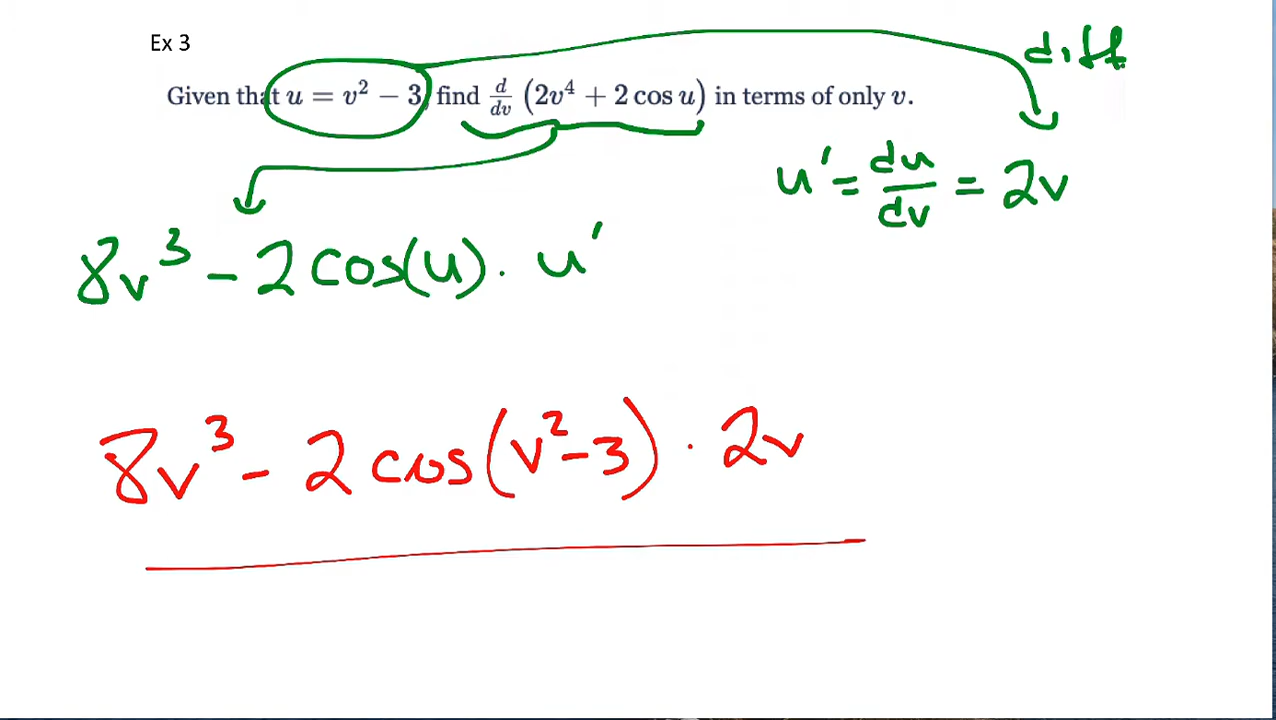 Ex 3
diff
Given that u = v² − 3, find d/dv (2v⁴ + 2 cos u) in terms of only v.
u' = du/dv = 2v
8v³ − 2cos(u) · u'
8v³ − 2cos(v² − 3) · 2v